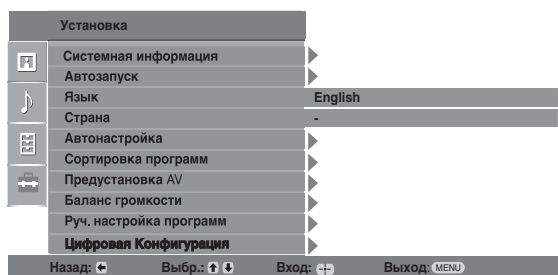 Установка
Системная информация
Автозапуск
Язык English
Страна -
Автонастройка
Сортировка программ
Предустановка AV
Баланс громкости
Руч. настройка программ
Цифровая Конфигурация
Назад: Выбр.: Вход: Выход: MENU